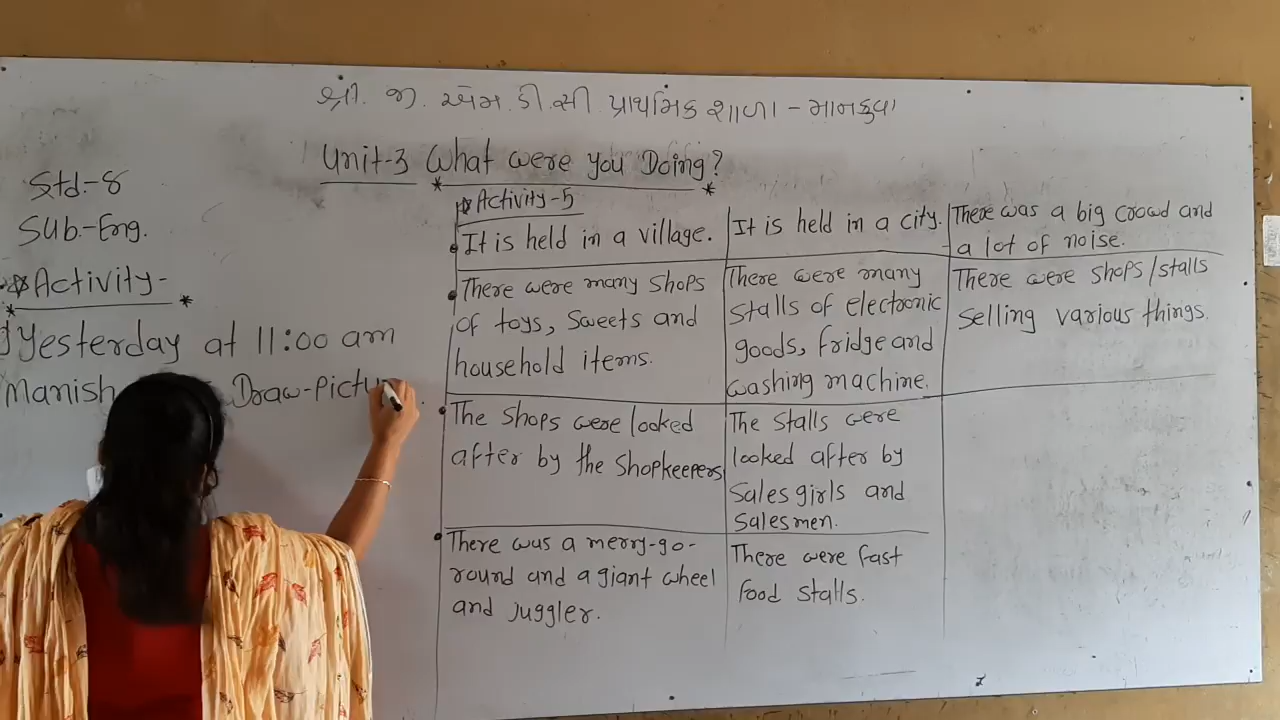 શ્રી. જી. એમ. ડી. સી. પ્રાથમિક શાળા - માનકુવા
Unit-3 What were you Doing?
Std.-8
Sub.-Eng.
Activity-
1) Yesterday at 11:00 am
Manish Draw-Pictu
Activity-5
It is held in a village.
There were many shops
of toys, sweets and
household items.
The shops were looked
after by the shopkeepers
There was a merry-go-
round and a giant wheel
and juggler.
It is held in a city.
There were many
stalls of electronic
goods, fridge and
washing machine.
The stalls were
looked after by
Salesgirls and
Salesmen.
There were fast
food stalls.
There was a big crowd and
a lot of noise.
There were shops/stalls
selling various things.